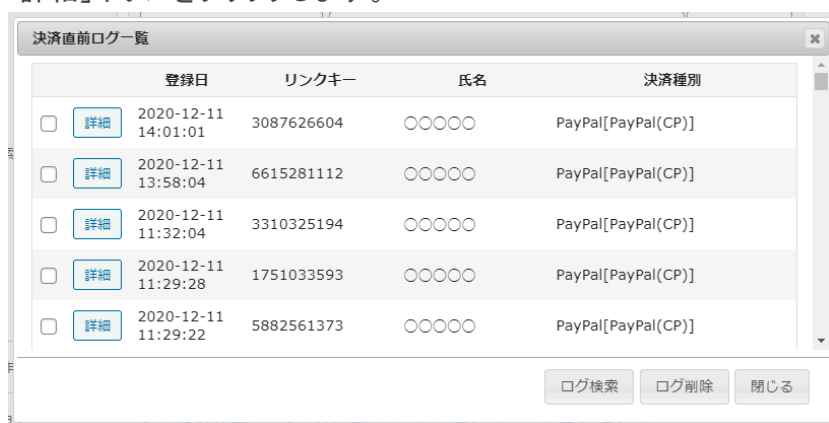 決済直前ログ一覧
登録日 リンクキー 氏名 決済種別
詳細 2020-12-11 14:01:01 3087626604 ○○○○○ PayPal[PayPal(CP)]
詳細 2020-12-11 13:58:04 6615281112 ○○○○○ PayPal[PayPal(CP)]
詳細 2020-12-11 11:32:04 3310325194 ○○○○○ PayPal[PayPal(CP)]
詳細 2020-12-11 11:29:28 1751033593 ○○○○○ PayPal[PayPal(CP)]
詳細 2020-12-11 11:29:22 5882561373 ○○○○○ PayPal[PayPal(CP)]
ログ検索 ログ削除 閉じる